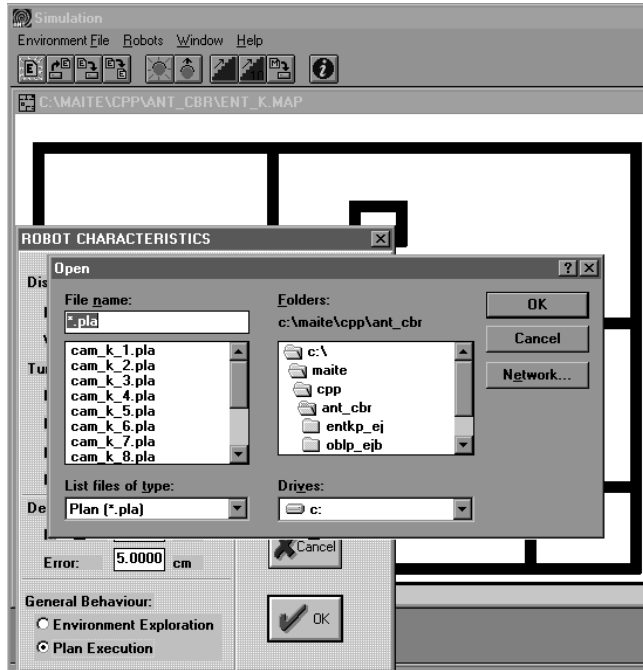 Simulation
Environment File Robots Window Help
E E E E E
C:\MAITE\CPP\ANT_CBR\ENT_K.MAP
ROBOT CHARACTERISTICS
Open
File name:
*.pla
cam_k_1.pla
cam_k_2.pla
cam_k_3.pla
cam_k_4.pla
cam_k_5.pla
cam_k_6.pla
cam_k_7.pla
cam_k_8.pla
List files of type:
Plan (*.pla)
Folders:
c:\maite\cpp\ant_cbr
c:\
maite
cpp
ant_cbr
entkp_ej
oblp_ejb
Drives:
c:
OK
Cancel
Network...
Dis
Tu
De
Error: 5.0000 cm
Cancel
OK
General Behaviour:
Environment Exploration
Plan Execution